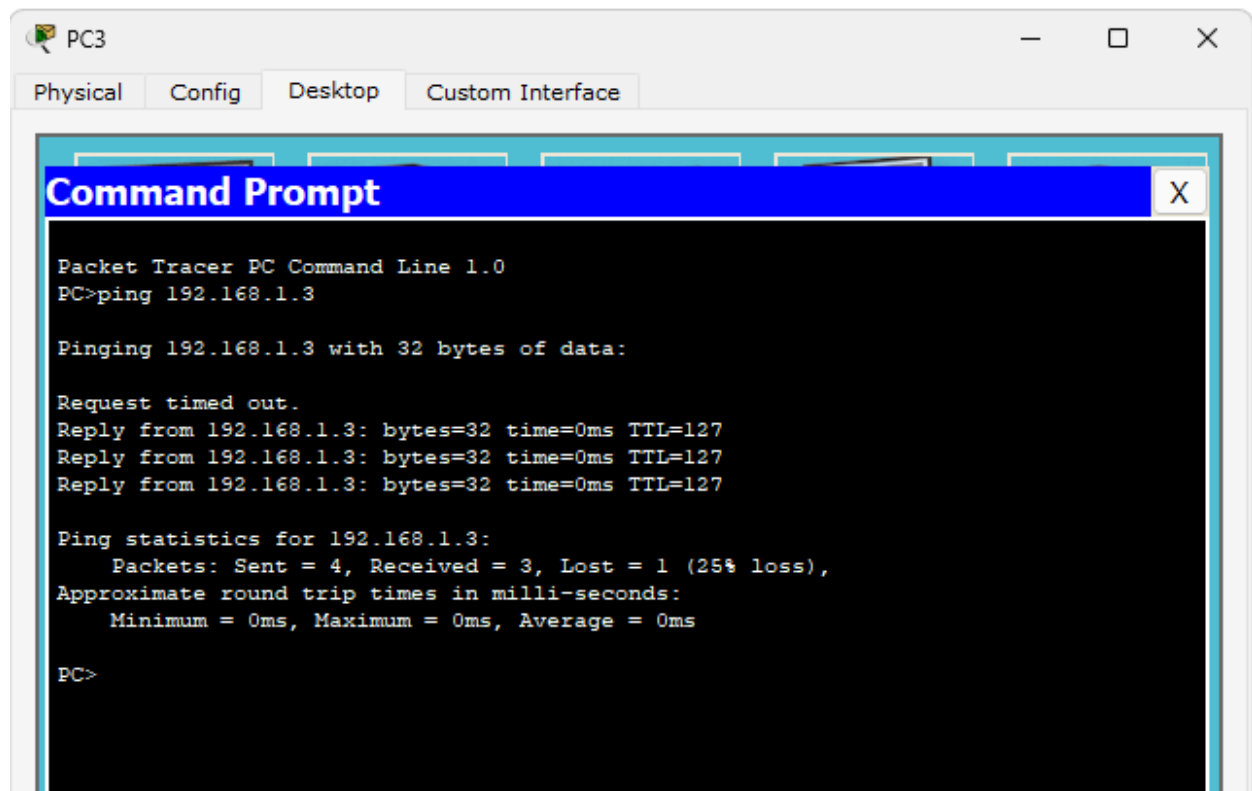 PC3
Physical Config Desktop Custom Interface
Command Prompt X
Packet Tracer PC Command Line 1.0
PC>ping 192.168.1.3
Pinging 192.168.1.3 with 32 bytes of data:
Request timed out.
Reply from 192.168.1.3: bytes=32 time=0ms TTL=127
Reply from 192.168.1.3: bytes=32 time=0ms TTL=127
Reply from 192.168.1.3: bytes=32 time=0ms TTL=127
Ping statistics for 192.168.1.3:
Packets: Sent = 4, Received = 3, Lost = 1 (25% loss),
Approximate round trip times in milli-seconds:
Minimum = 0ms, Maximum = 0ms, Average = 0ms
PC>